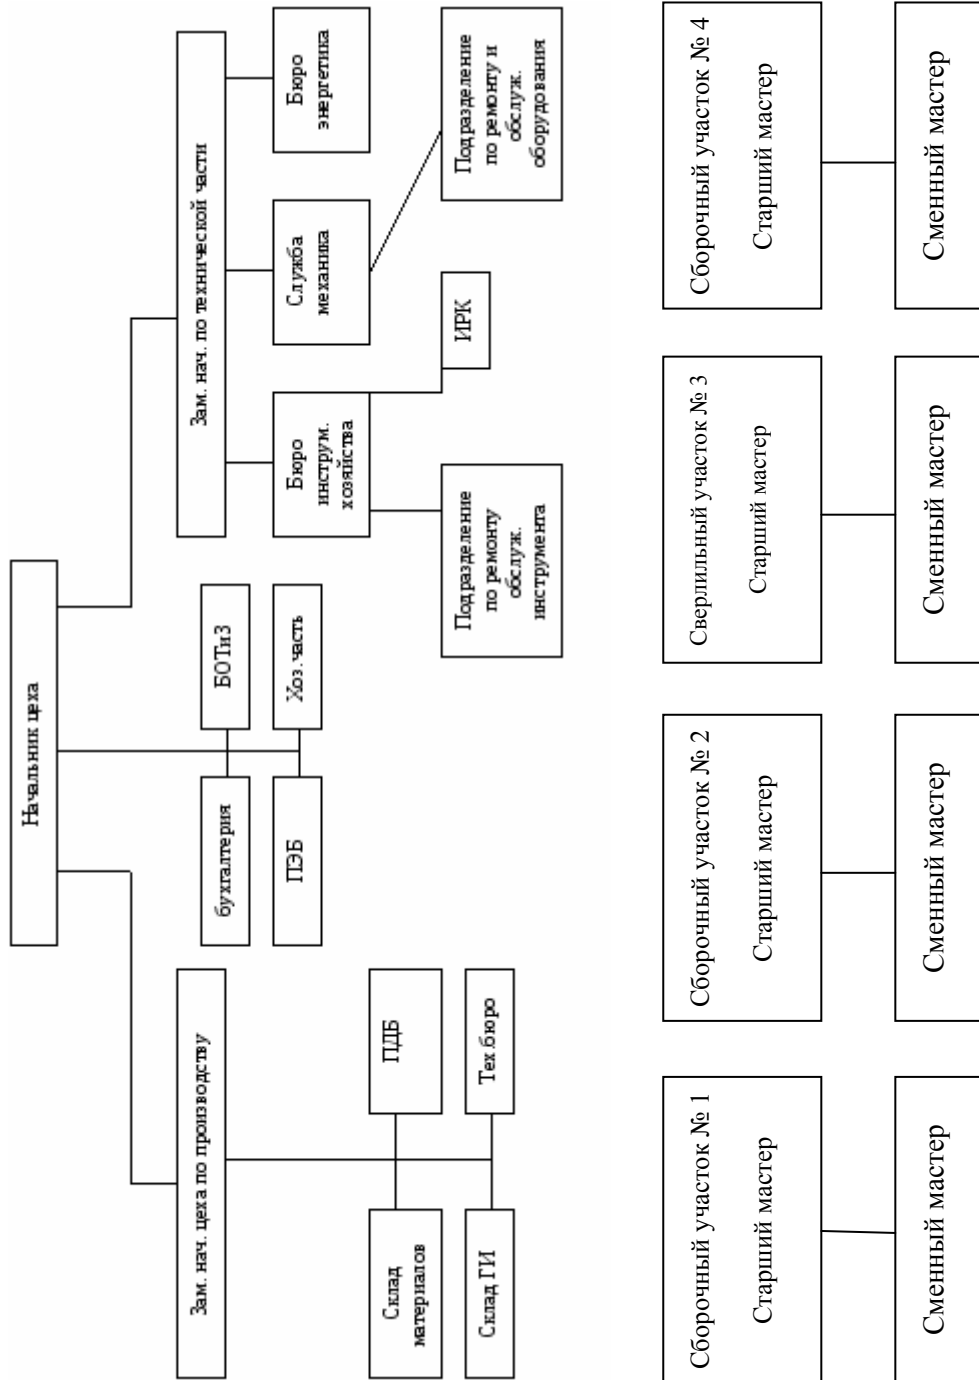 Начальник цеха
Зам. нач. цеха по производству
Зам. нач. по технической части
бухгалтерия
БОТиЗ
ПЭБ
Хоз. часть
Бюро
инструм.
хозяйства
Служба
механика
Бюро
энергетика
Склад
материалов
ПДБ
Склад ГИ
Тех.бюро
Подразделение
по ремонту
обслуж.
инструмента
ИРК
Подразделение
по ремонту и
обслуж.
оборудования
Сборочный участок № 1
Старший мастер
Сборочный участок № 2
Старший мастер
Сверлильный участок № 3
Старший мастер
Сборочный участок № 4
Старший мастер
Сменный мастер
Сменный мастер
Сменный мастер
Сменный мастер